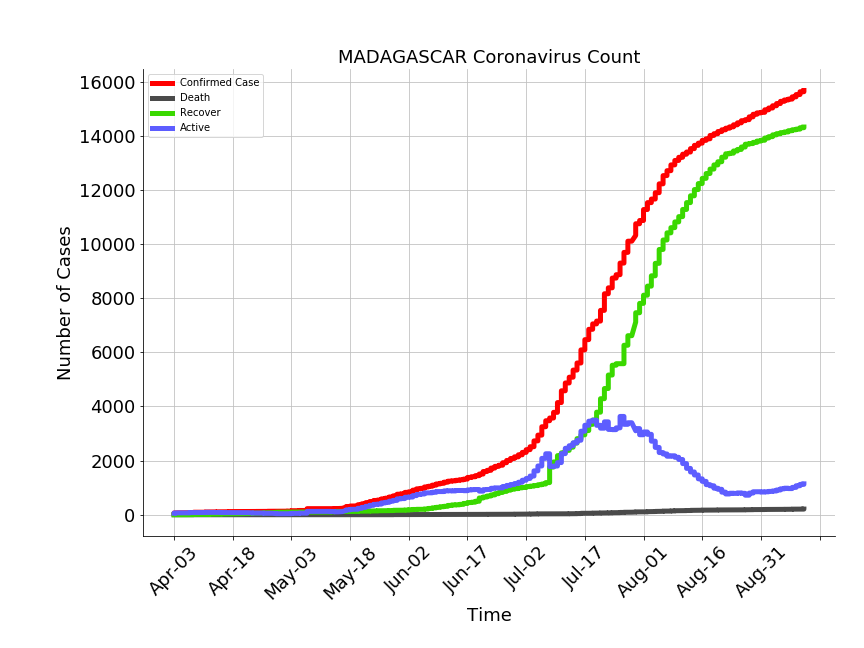 MADAGASCAR Coronavirus Count
Confirmed Case
Death
Recover
Active
Number of Cases
16000
14000
12000
10000
8000
6000
4000
2000
0
Apr-03
Apr-18
May-03
May-18
Jun-02
Jun-17
Jul-02
Jul-17
Aug-01
Aug-16
Aug-31
Time